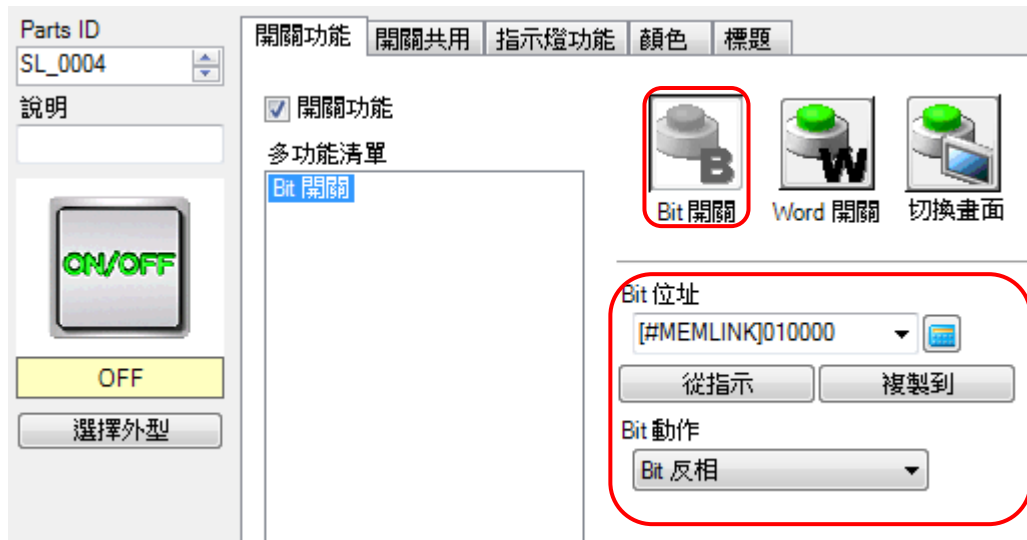 Parts ID
SL_0004
說明
ON/OFF
OFF
選擇外型
開關功能
開關共用
指示燈功能
顏色
標題
開關功能
多功能清單
Bit 開關
B
Bit 開關
W
Word 開關
切換畫面
Bit 位址
[#MEMLINK]010000
從指示
複製到
Bit 動作
Bit 反相